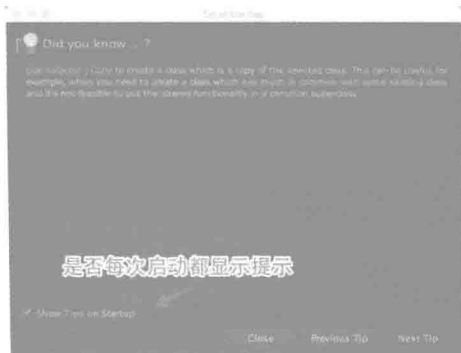 Tip of the Day
Did you know ... ?
Use Refactor | Copy to create a class which is a copy of the selected class. This can be useful, for
example, when you need to create a class which has much in common with some existing class
and it's not feasible to put the shared functionality in a common superclass.
是否每次启动都显示提示
Show Tips on Startup
Close Previous Tip Next Tip